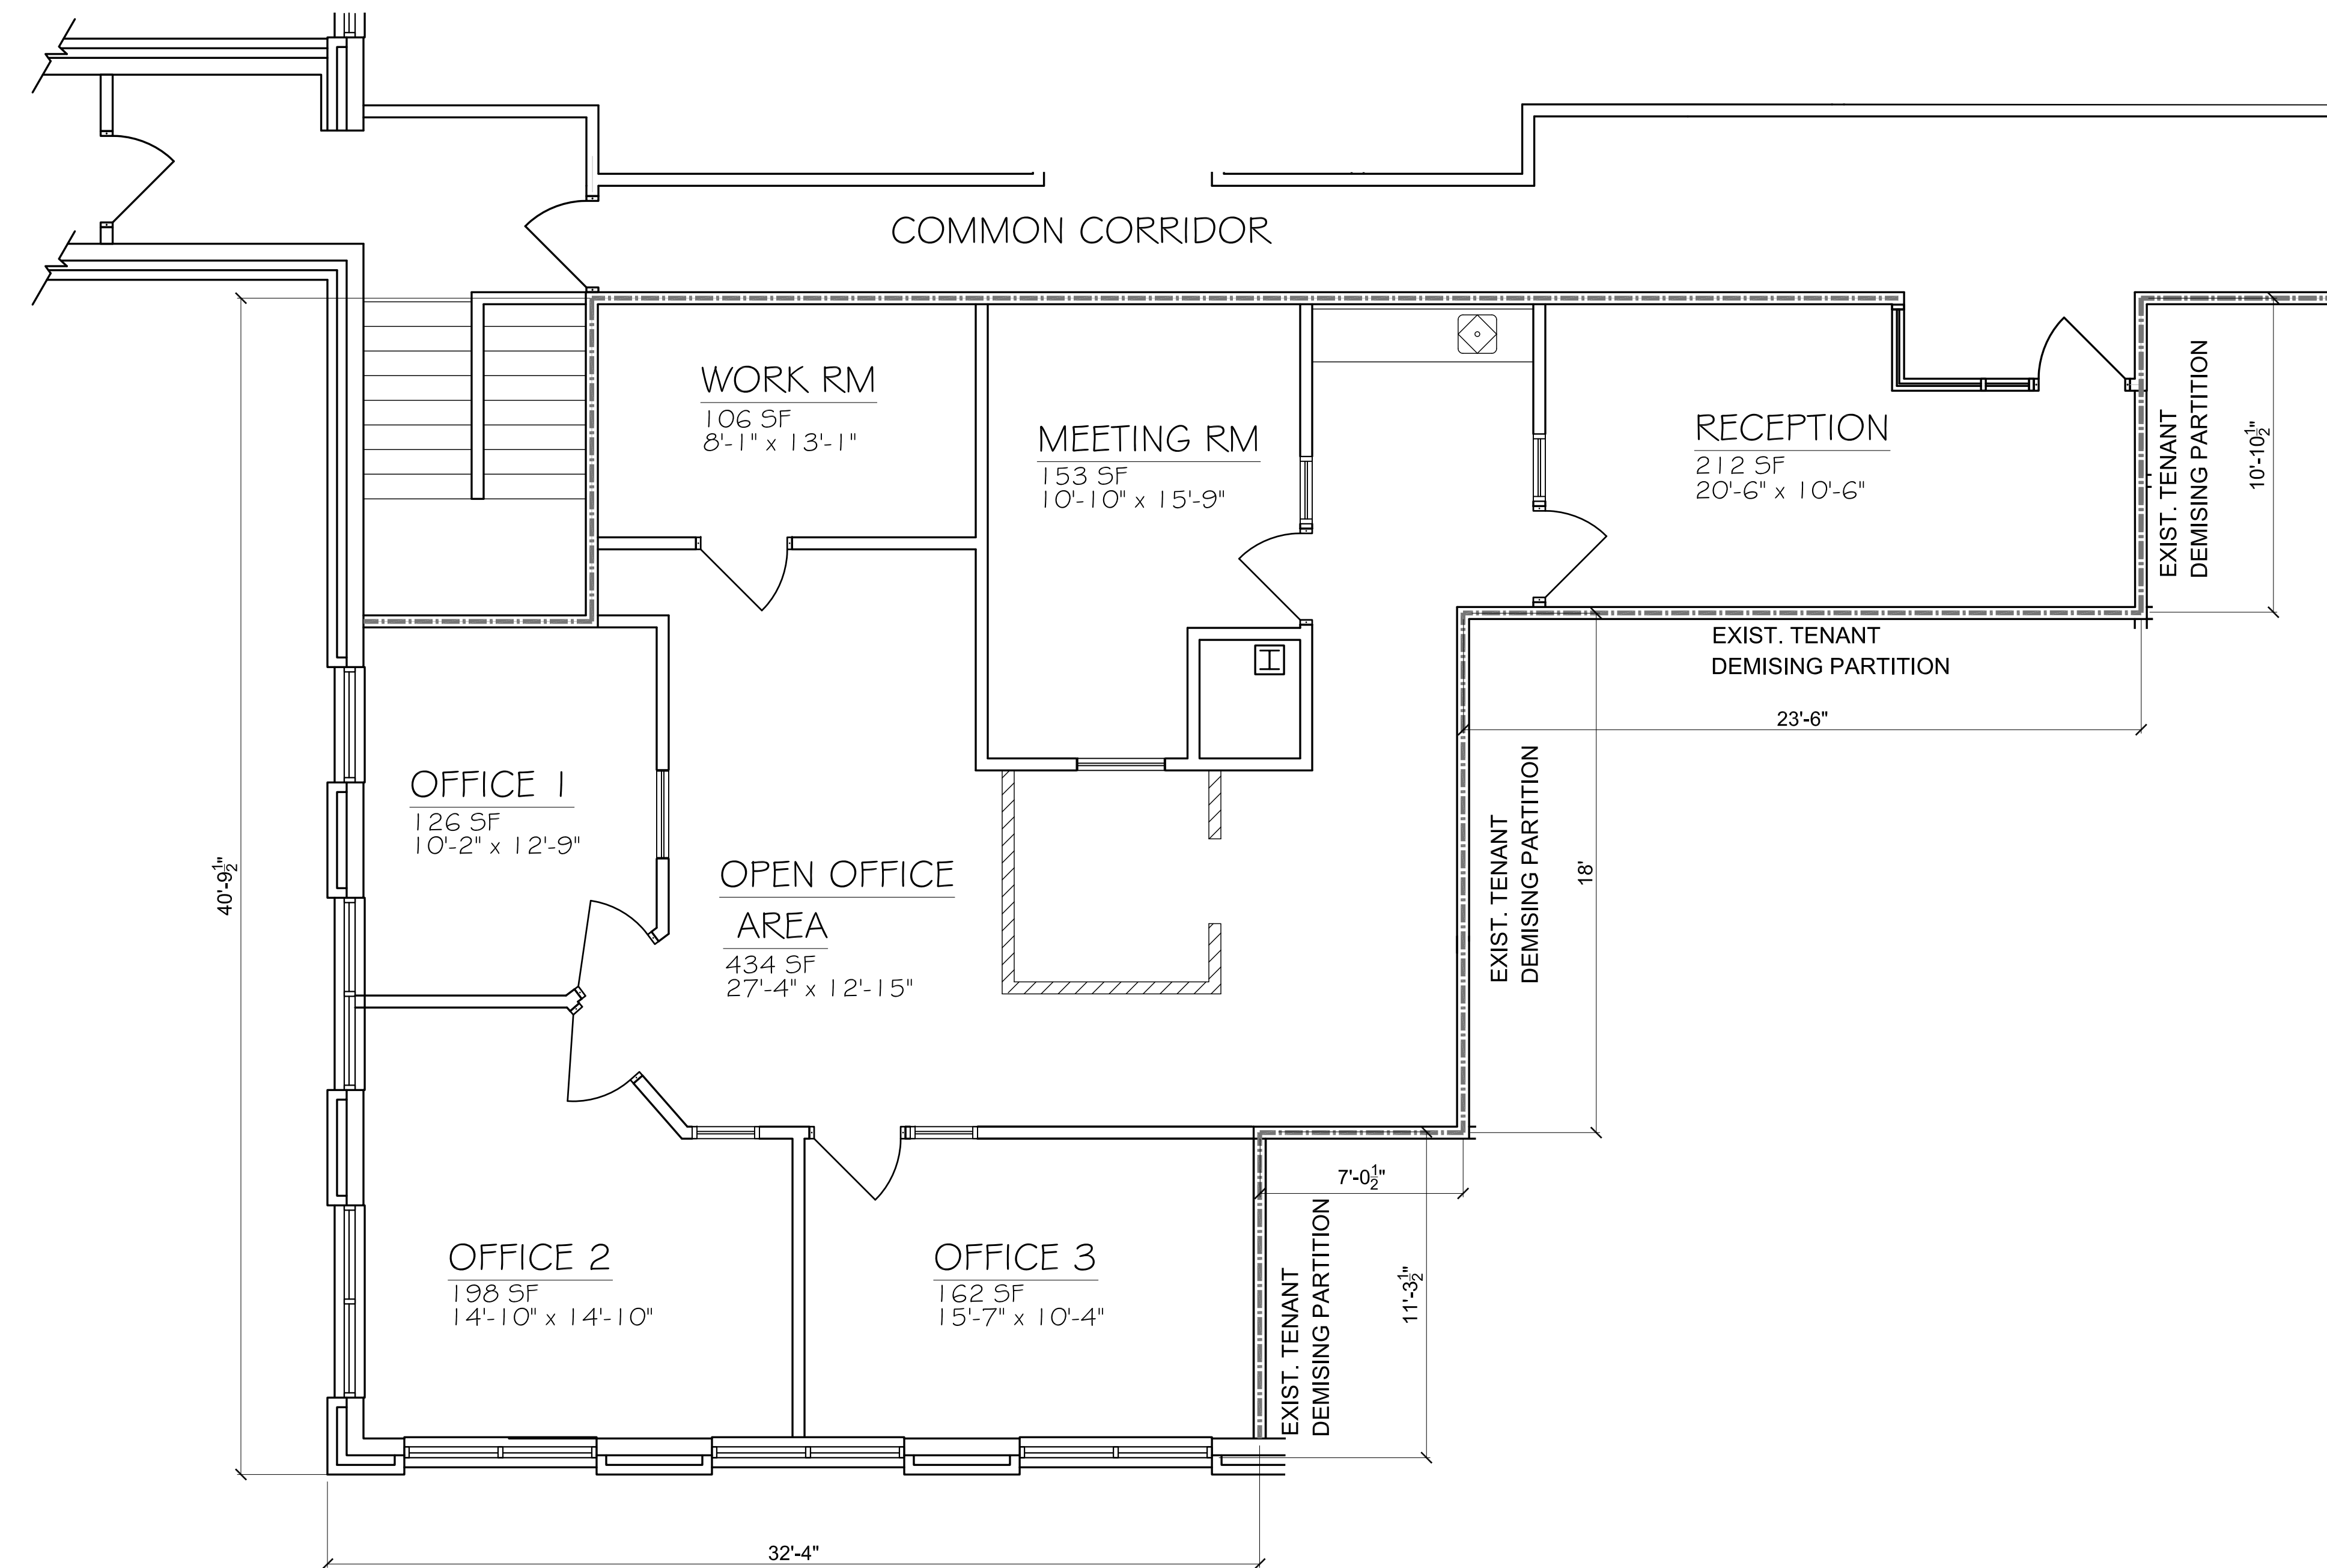 COMMON CORRIDOR
WORK RM
106 SF
8'-1" x 13'-1"
MEETING RM
153 SF
10'-10" x 15'-9"
RECEPTION
212 SF
20'-6" x 10'-6"
EXIST. TENANT
DEMISING PARTITION
10'-10½"
EXIST. TENANT
DEMISING PARTITION
23'-6"
OFFICE 1
126 SF
10'-2" x 12'-9"
OPEN OFFICE
AREA
434 SF
27'-4" x 12'-15"
EXIST. TENANT
DEMISING PARTITION
18'
40'-9½"
7'-0½"
OFFICE 2
198 SF
14'-10" x 14'-10"
OFFICE 3
162 SF
15'-7" x 10'-4"
EXIST. TENANT
DEMISING PARTITION
11'-3½"
32'-4"